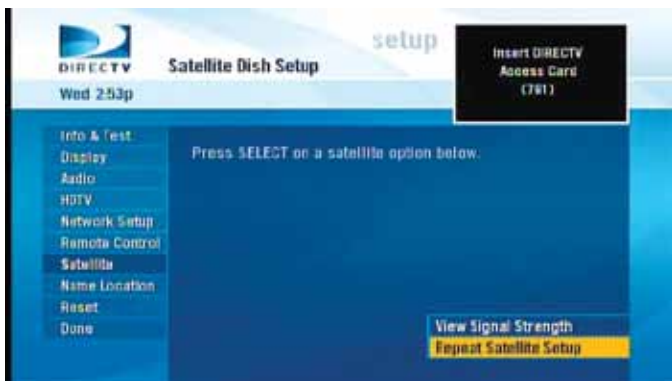 DIRECTV
Satellite Dish Setup
setup
Insert DIRECTV
Access Card
(761)
Wed 2:53p
Info & Test
Display
Audio
HDTV
Network Setup
Remote Control
Satellite
Name Location
Reset
Done
Press SELECT on a satellite option below.
View Signal Strength
Repeat Satellite Setup